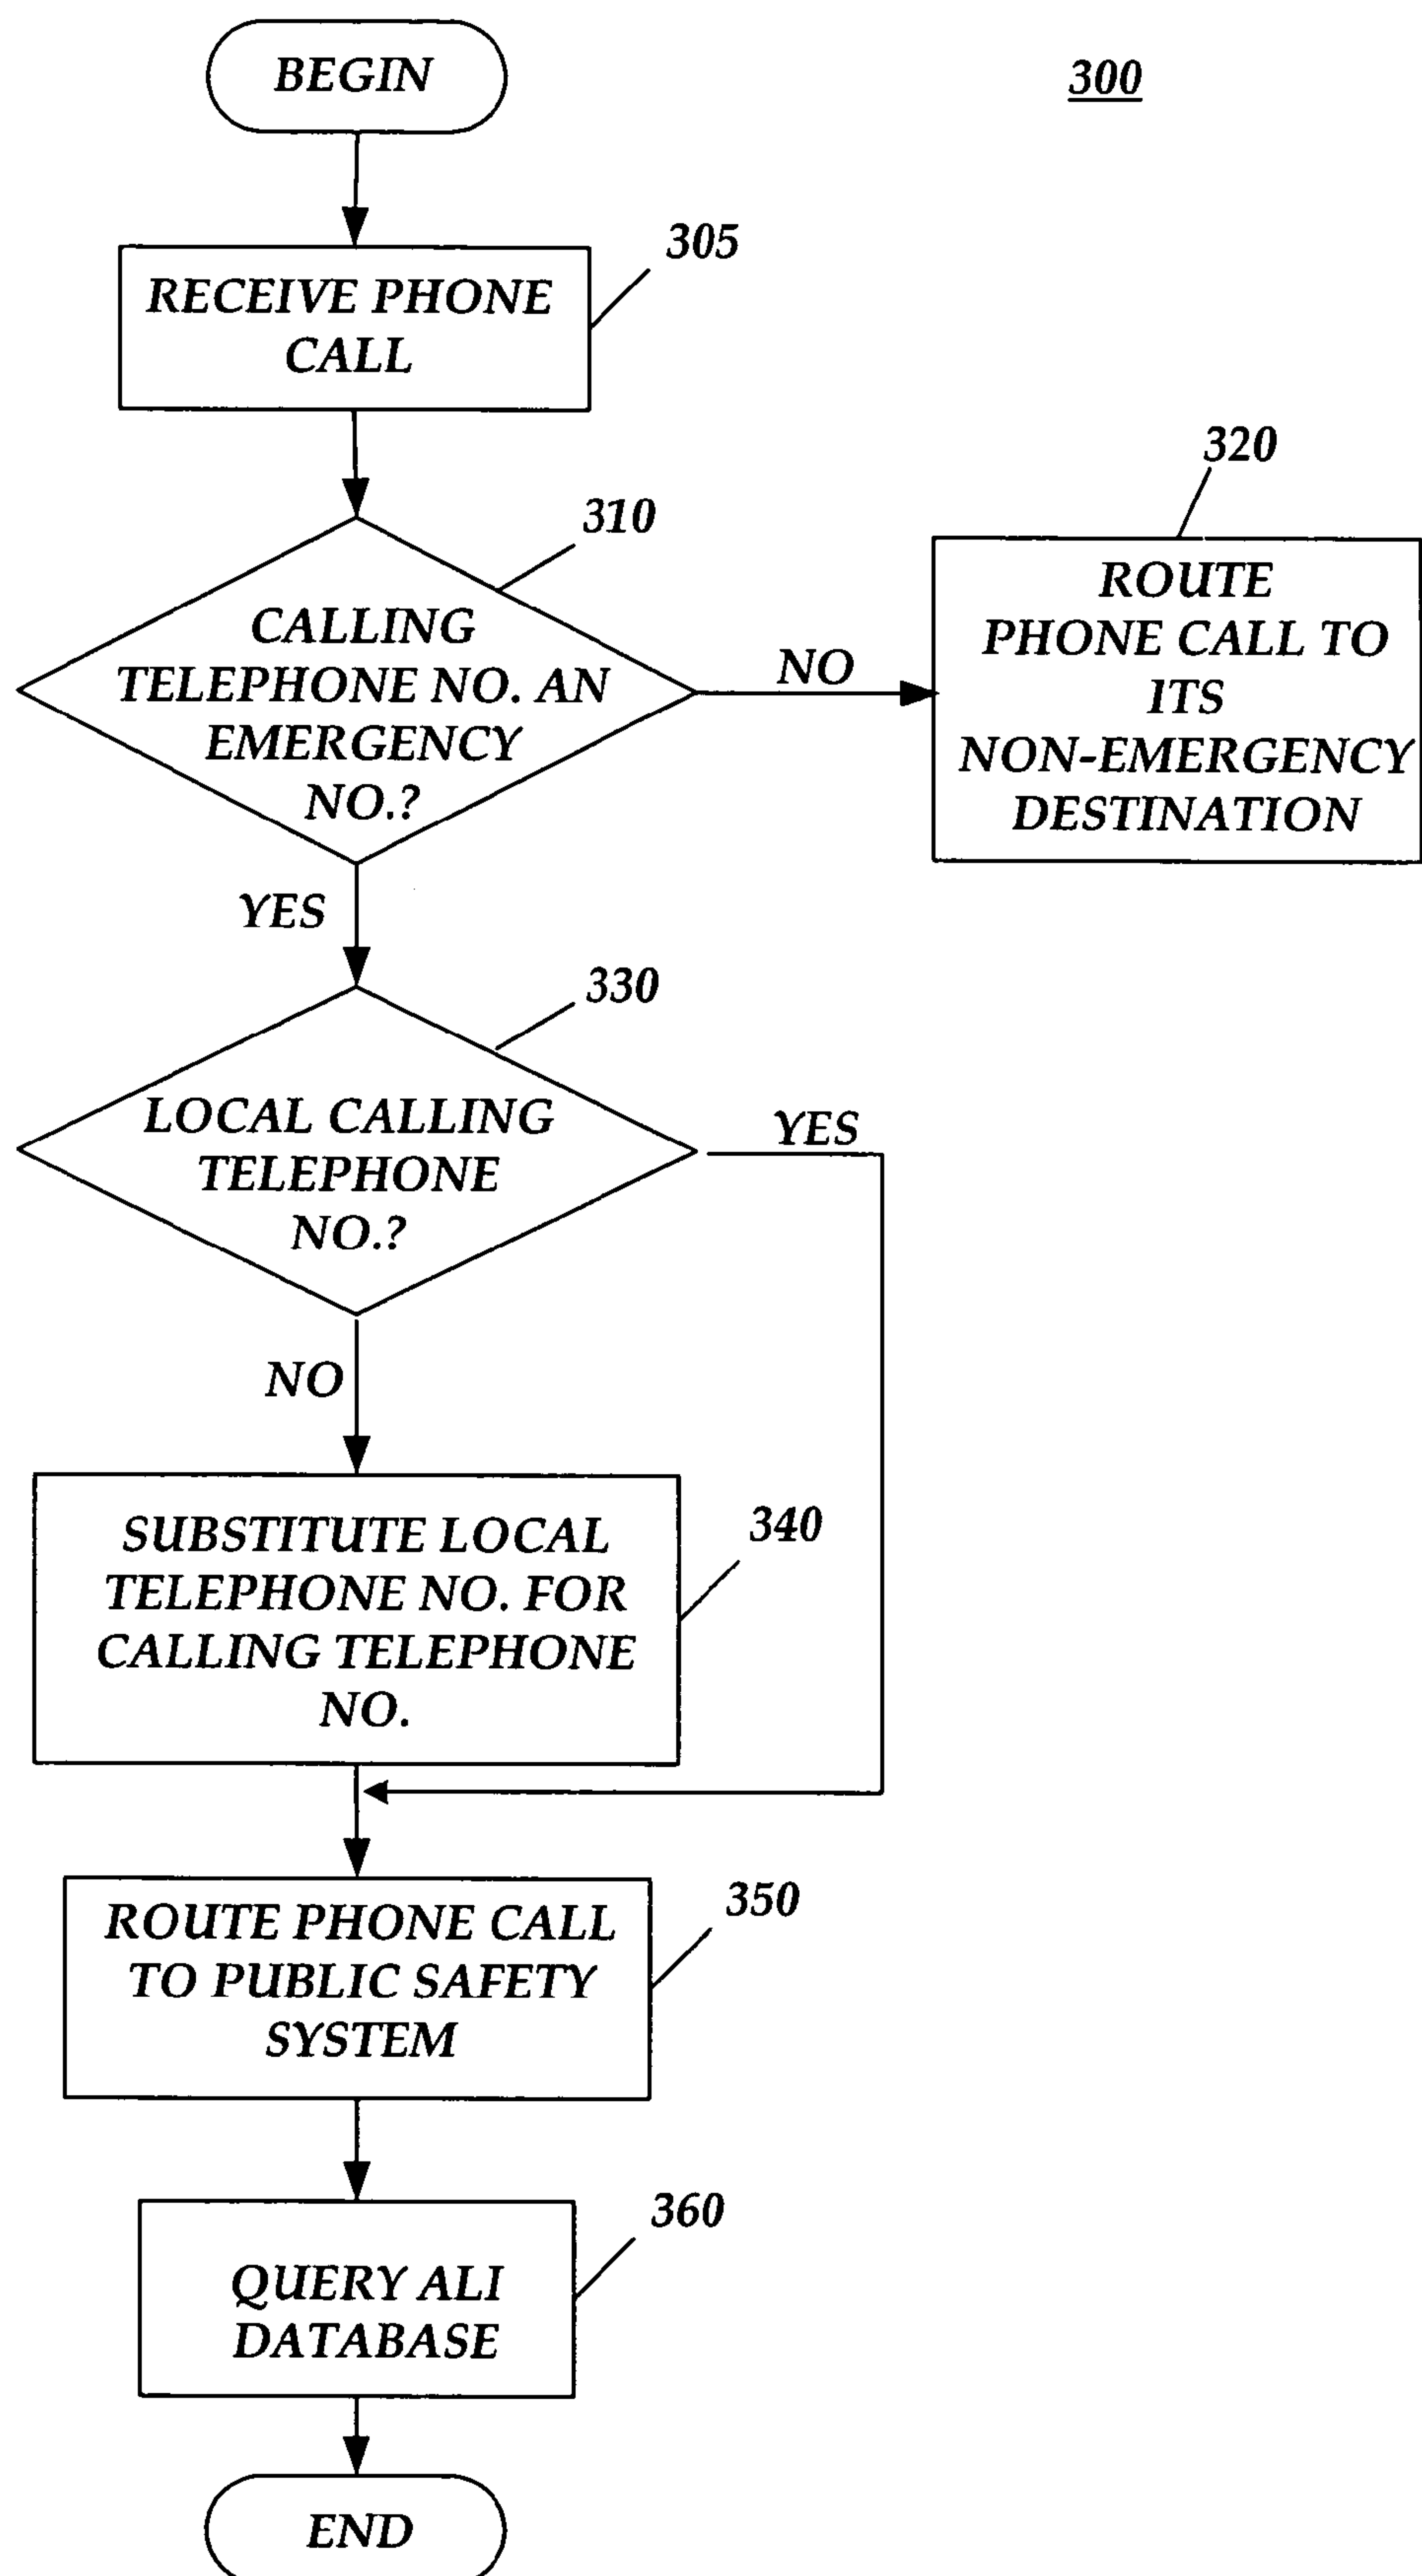 BEGIN
300
305
RECEIVE PHONE
CALL
310
CALLING
TELEPHONE NO. AN
EMERGENCY
NO.?
NO
320
ROUTE
PHONE CALL TO
ITS
NON-EMERGENCY
DESTINATION
YES
330
LOCAL CALLING
TELEPHONE
NO.?
YES
NO
340
SUBSTITUTE LOCAL
TELEPHONE NO. FOR
CALLING TELEPHONE
NO.
350
ROUTE PHONE CALL
TO PUBLIC SAFETY
SYSTEM
360
QUERY ALI
DATABASE
END